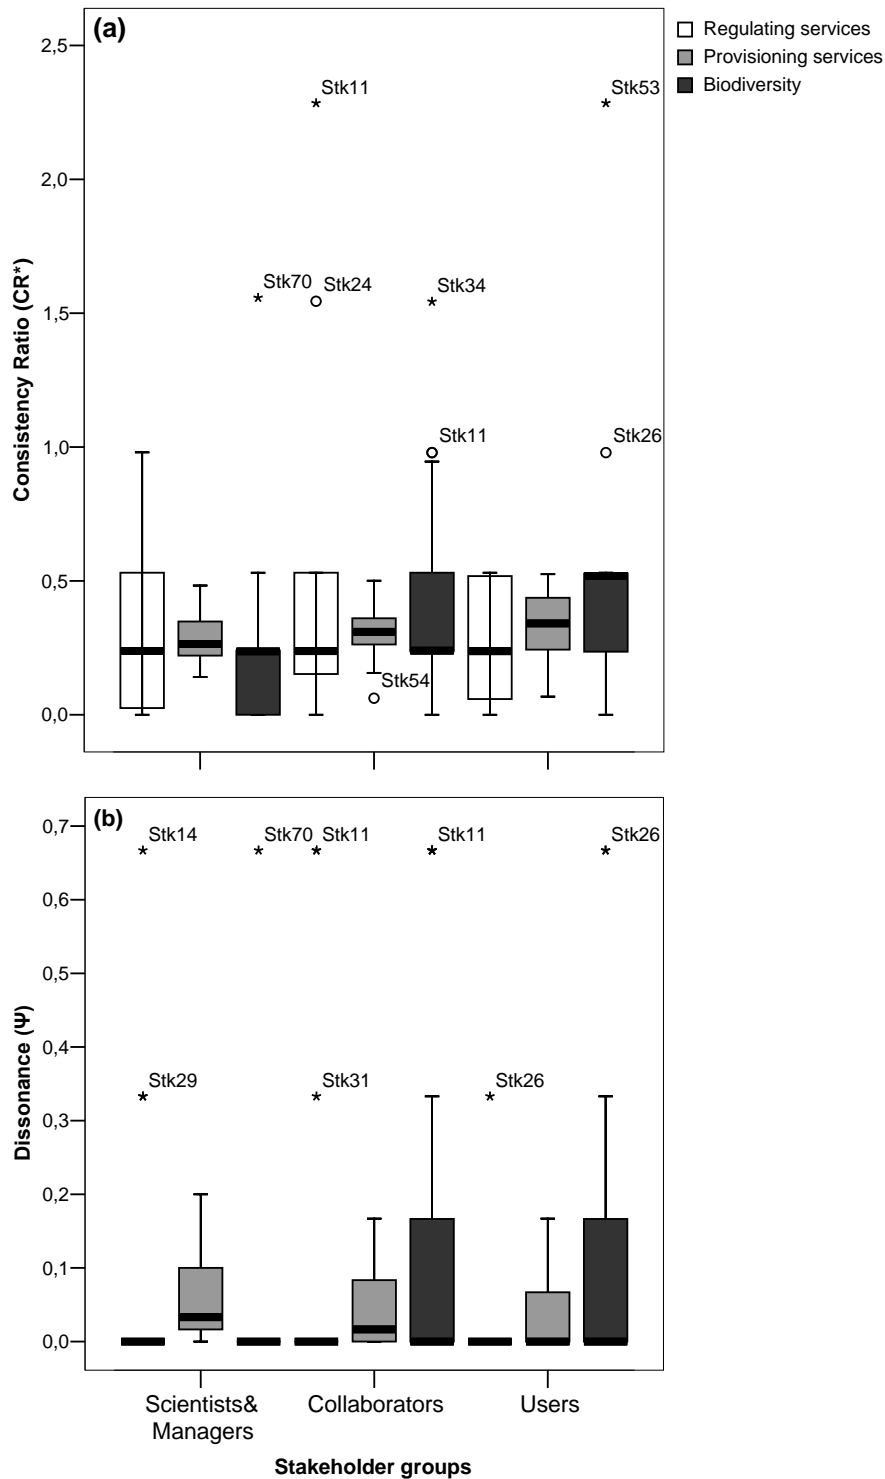 (a)
Regulating services
Provisioning services
Biodiversity
2,5
2,0
1,5
1,0
0,5
0,0
Consistency Ratio (CR*)
Stk11
Stk53
Stk70
Stk24
Stk34
Stk11
Stk26
Stk54
(b)
0,7
0,6
0,5
0,4
0,3
0,2
0,1
0,0
Dissonance (Ψ)
Stk14
Stk70
Stk11
Stk11
Stk26
Stk29
Stk31
Stk26
Scientists&
Managers
Collaborators
Users
Stakeholder groups